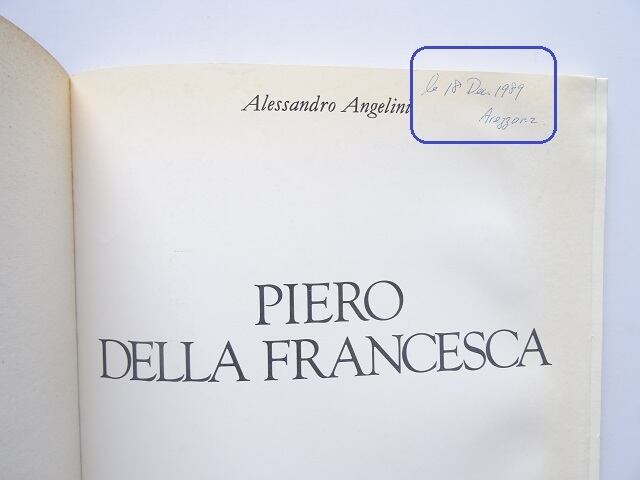 Alessandro Angelini
le 18 Dec 1989
PIERO
DELLA FRANCESCA